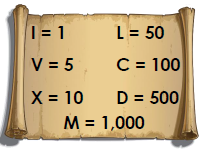 I = 1 L = 50
V = 5 C = 100
X = 10 D = 500
M = 1,000